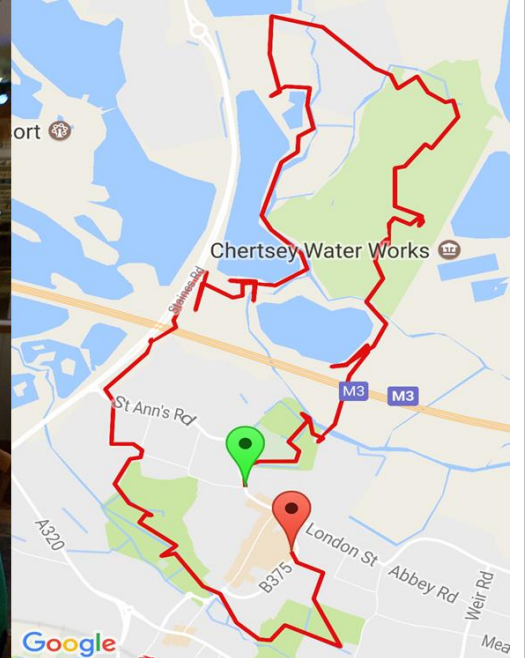 ort
Chertsey Water Works
Staines Rd
M3
M3
St Ann's Rd
A320
London St
B375
Abbey Rd
Weir Rd
Mea
Google